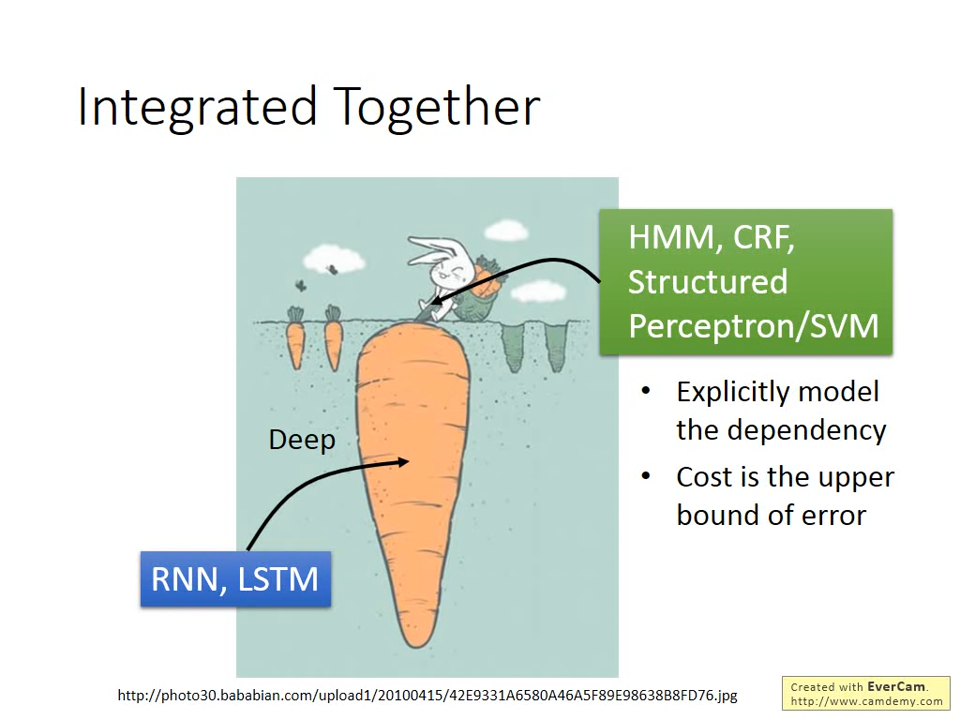 Integrated Together
HMM, CRF,
Structured
Perceptron/SVM
• Explicitly model
the dependency
• Cost is the upper
bound of error
Deep
RNN, LSTM
http://photo30.bababian.com/upload1/20100415/42E9331A6580A46A5F89E98638B8FD76.jpg
Created with EverCam.
http://www.camdemy.com